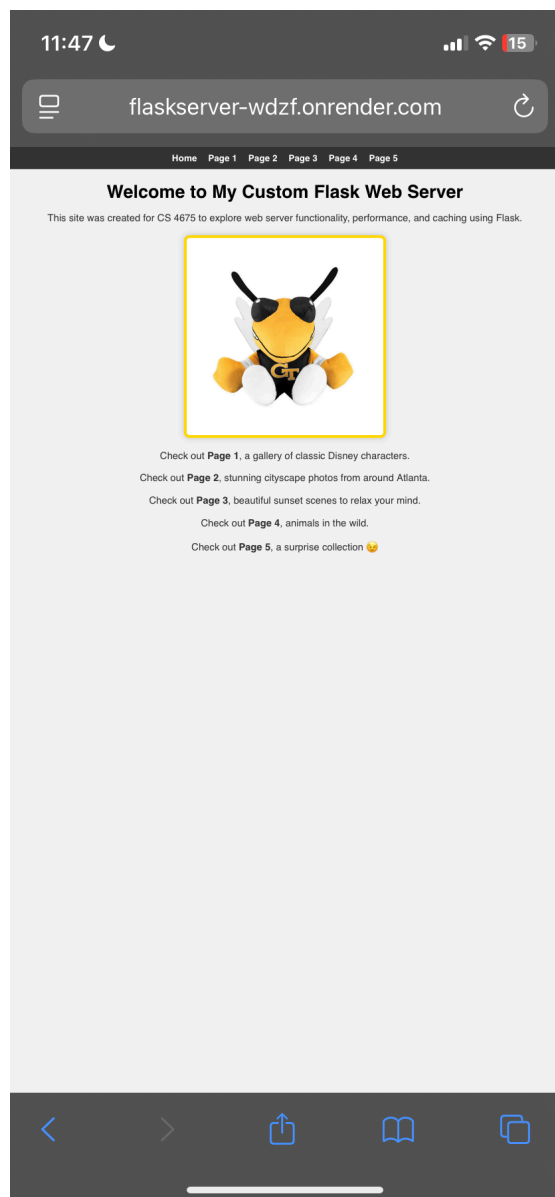 11:47
15
flaskserver-wdzf.onrender.com
Home Page 1 Page 2 Page 3 Page 4 Page 5
Welcome to My Custom Flask Web Server
This site was created for CS 4675 to explore web server functionality, performance, and caching using Flask.
GT
Check out Page 1, a gallery of classic Disney characters.
Check out Page 2, stunning cityscape photos from around Atlanta.
Check out Page 3, beautiful sunset scenes to relax your mind.
Check out Page 4, animals in the wild.
Check out Page 5, a surprise collection 😉